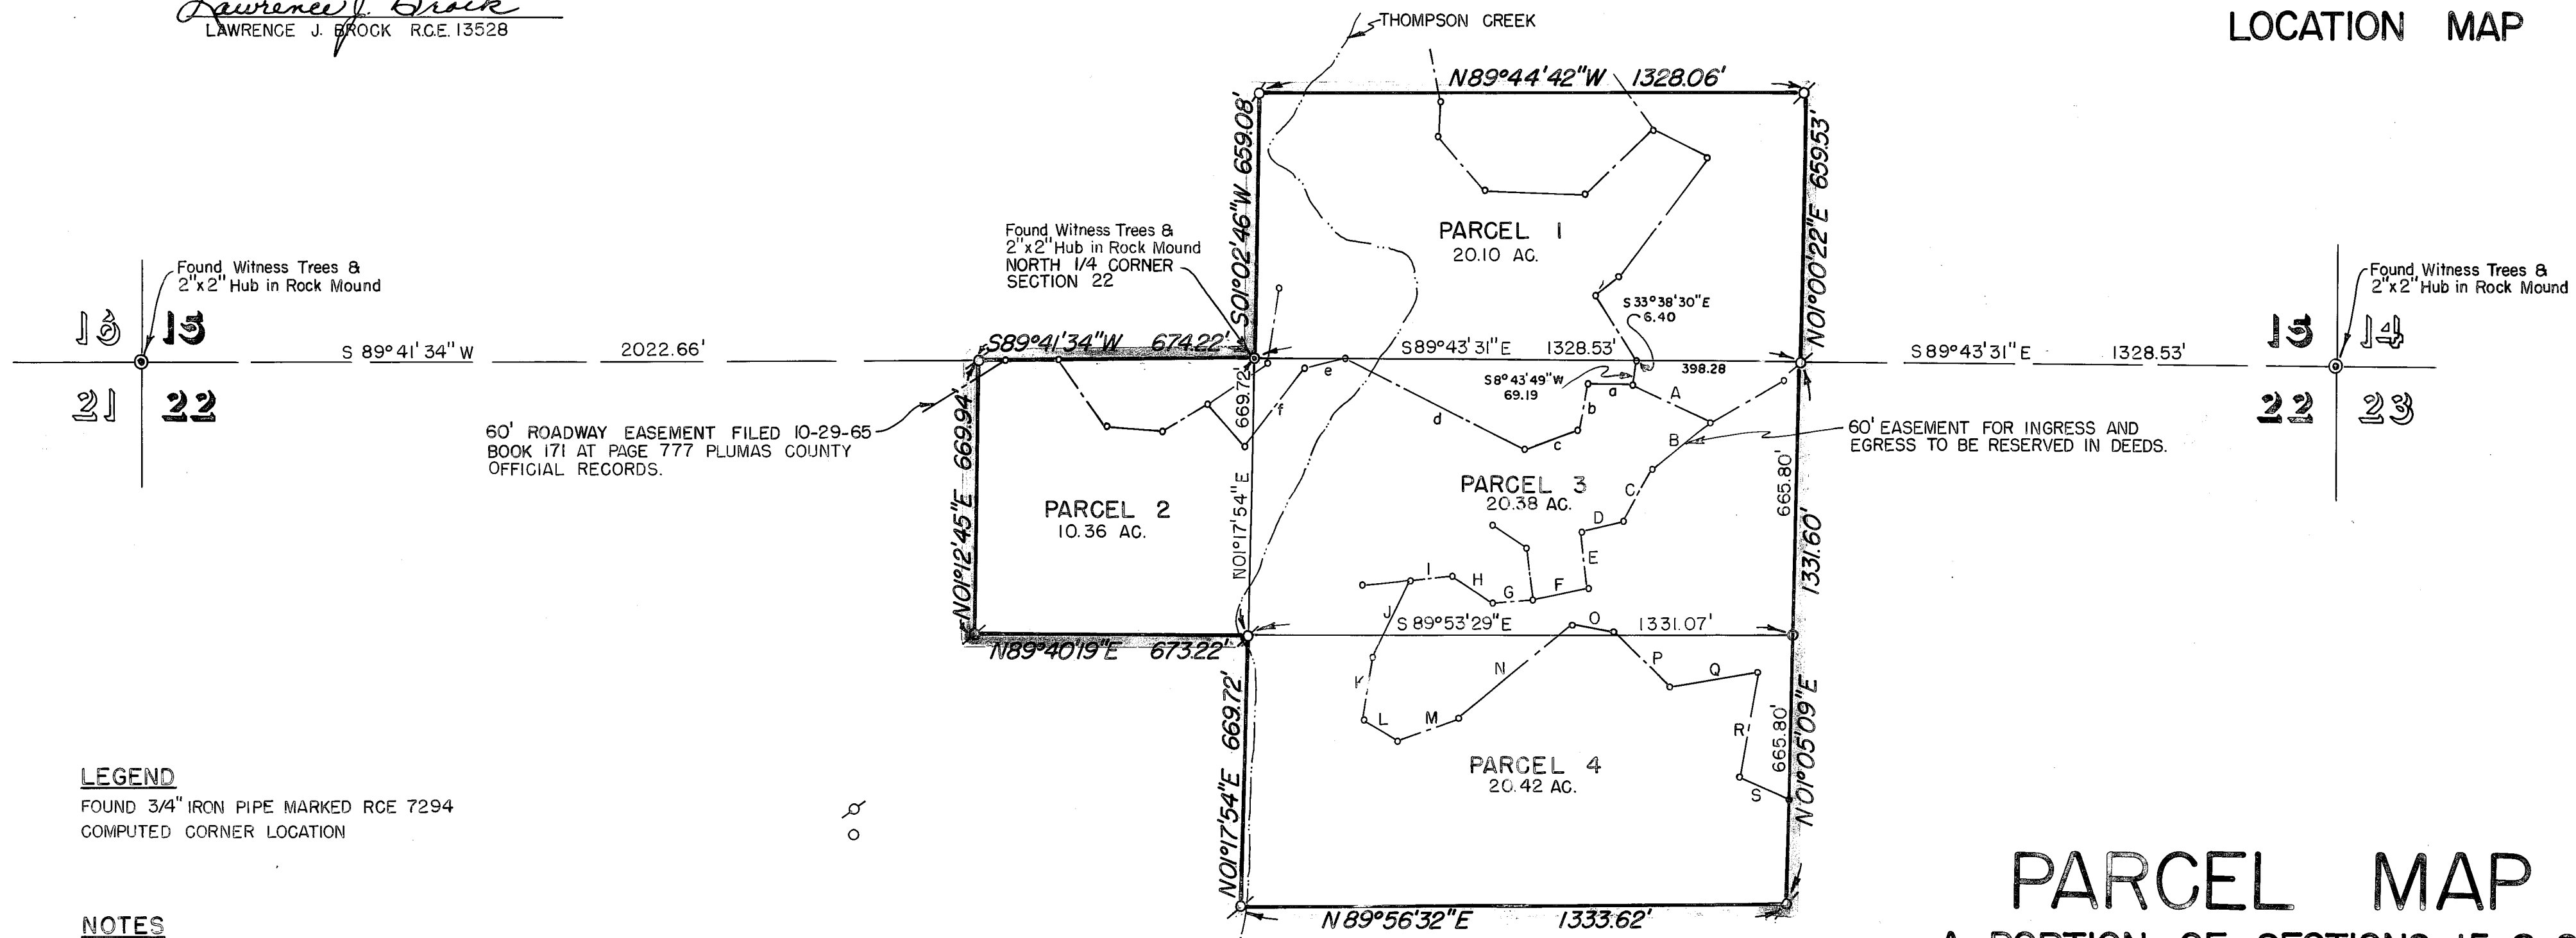 Lawrence J. Brock
LAWRENCE J. BROCK R.C.E. 13528
LOCATION MAP
THOMPSON CREEK
N89°44'42"W 1328.06'
S01°02'46"W 659.08'
N01°00'22"E 659.53'
PARCEL 1
20.10 AC.
Found Witness Trees &
2"x2" Hub in Rock Mound
NORTH 1/4 CORNER
SECTION 22
Found Witness Trees &
2"x2" Hub in Rock Mound
Found Witness Trees &
2"x2" Hub in Rock Mound
S 33°38'30"E
6.40
16 15
21 22
15 14
22 23
S 89°41'34"W 2022.66'
S89°41'34"W 674.22'
S89°43'31"E 1328.53'
S89°43'31"E 1328.53'
398.28
S8°43'49"W
69.19
a
b
c
d
e
f
A
B
C
D
E
F
G
H
I
J
K
L
M
N
O
P
Q
R
S
60' ROADWAY EASEMENT FILED 10-29-65
BOOK 171 AT PAGE 777 PLUMAS COUNTY
OFFICIAL RECORDS.
60' EASEMENT FOR INGRESS AND
EGRESS TO BE RESERVED IN DEEDS.
N01°12'45"E 669.94'
N01°17'54"E 669.72'
PARCEL 2
10.36 AC.
PARCEL 3
20.38 AC.
665.80'
1331.60'
S 89°53'29"E 1331.07'
N89°40'19"E 673.22'
N01°17'54"E 669.72'
665.80'
N01°05'09"E
PARCEL 4
20.42 AC.
N89°56'32"E 1333.62'
LEGEND
FOUND 3/4" IRON PIPE MARKED RCE 7294
COMPUTED CORNER LOCATION
NOTES
PARCEL MAP
A PORTION OF SECTIONS 15